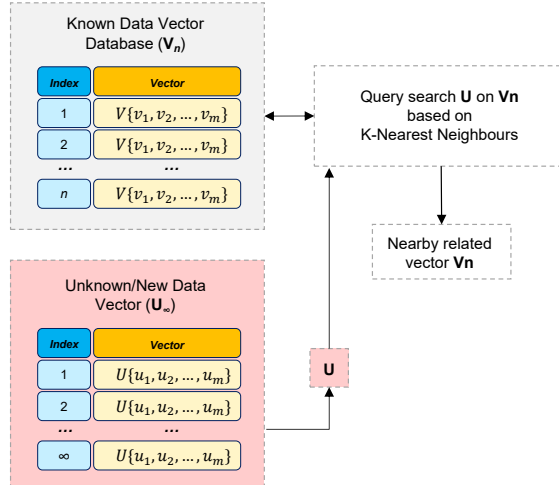 Known Data Vector
Database (Vₙ)
Index Vector
1 V{v₁, v₂, ..., vₘ}
2 V{v₁, v₂, ..., vₘ}
... ...
n V{v₁, v₂, ..., vₘ}
Query search U on Vn
based on
K-Nearest Neighbours
Nearby related
vector Vn
Unknown/New Data
Vector (U∞)
Index Vector
1 U{u₁, u₂, ..., uₘ}
2 U{u₁, u₂, ..., uₘ}
... ...
∞ U{u₁, u₂, ..., uₘ}
U